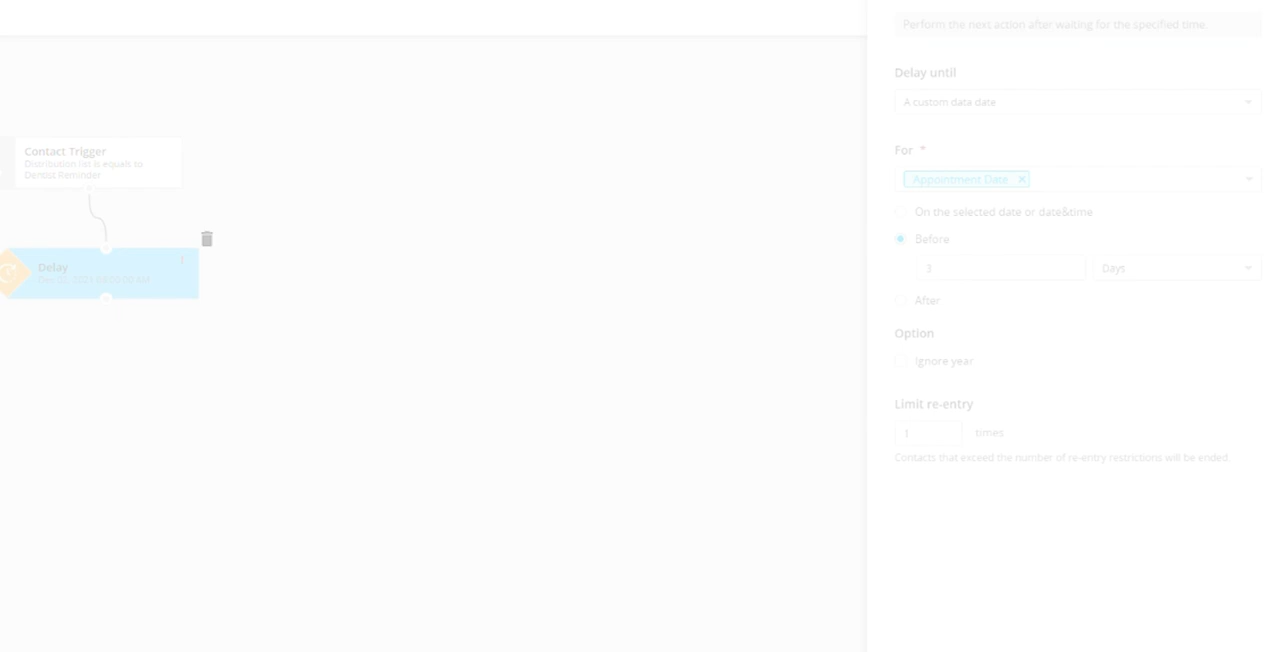 Perform the next action after waiting for the specified time.
Delay until
A custom data date
Contact Trigger
Distribution list is equals to
Dentist Reminder
For *
Appointment Date ×
On the selected date or date&time
Before
3 Days
After
Delay
Option
Ignore year
Limit re-entry
1 times
Contacts that exceed the number of re-entry restrictions will be ended